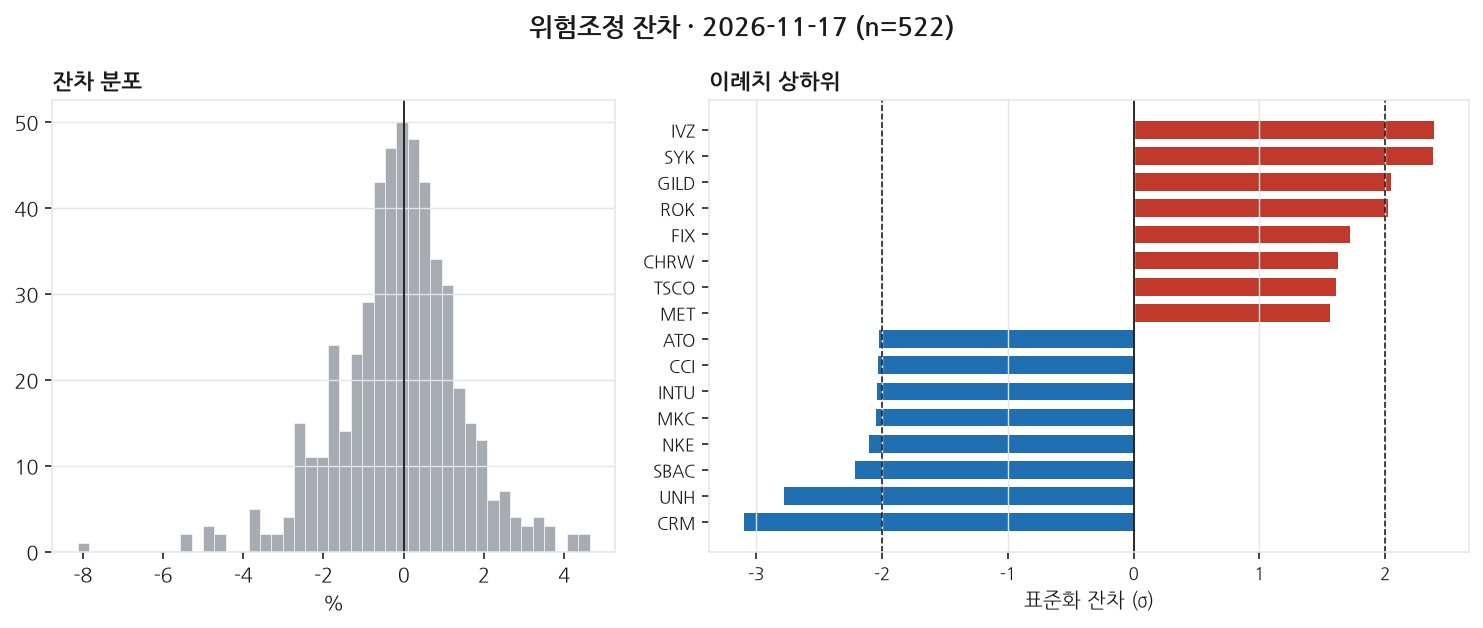 위험조정 잔차 · 2026-11-17 (n=522)
잔차 분포
50
40
30
20
10
0
-8 -6 -4 -2 0 2 4
%
이례치 상하위
IVZ
SYK
GILD
ROK
FIX
CHRW
TSCO
MET
ATO
CCI
INTU
MKC
NKE
SBAC
UNH
CRM
-3 -2 -1 0 1 2
표준화 잔차 (σ)